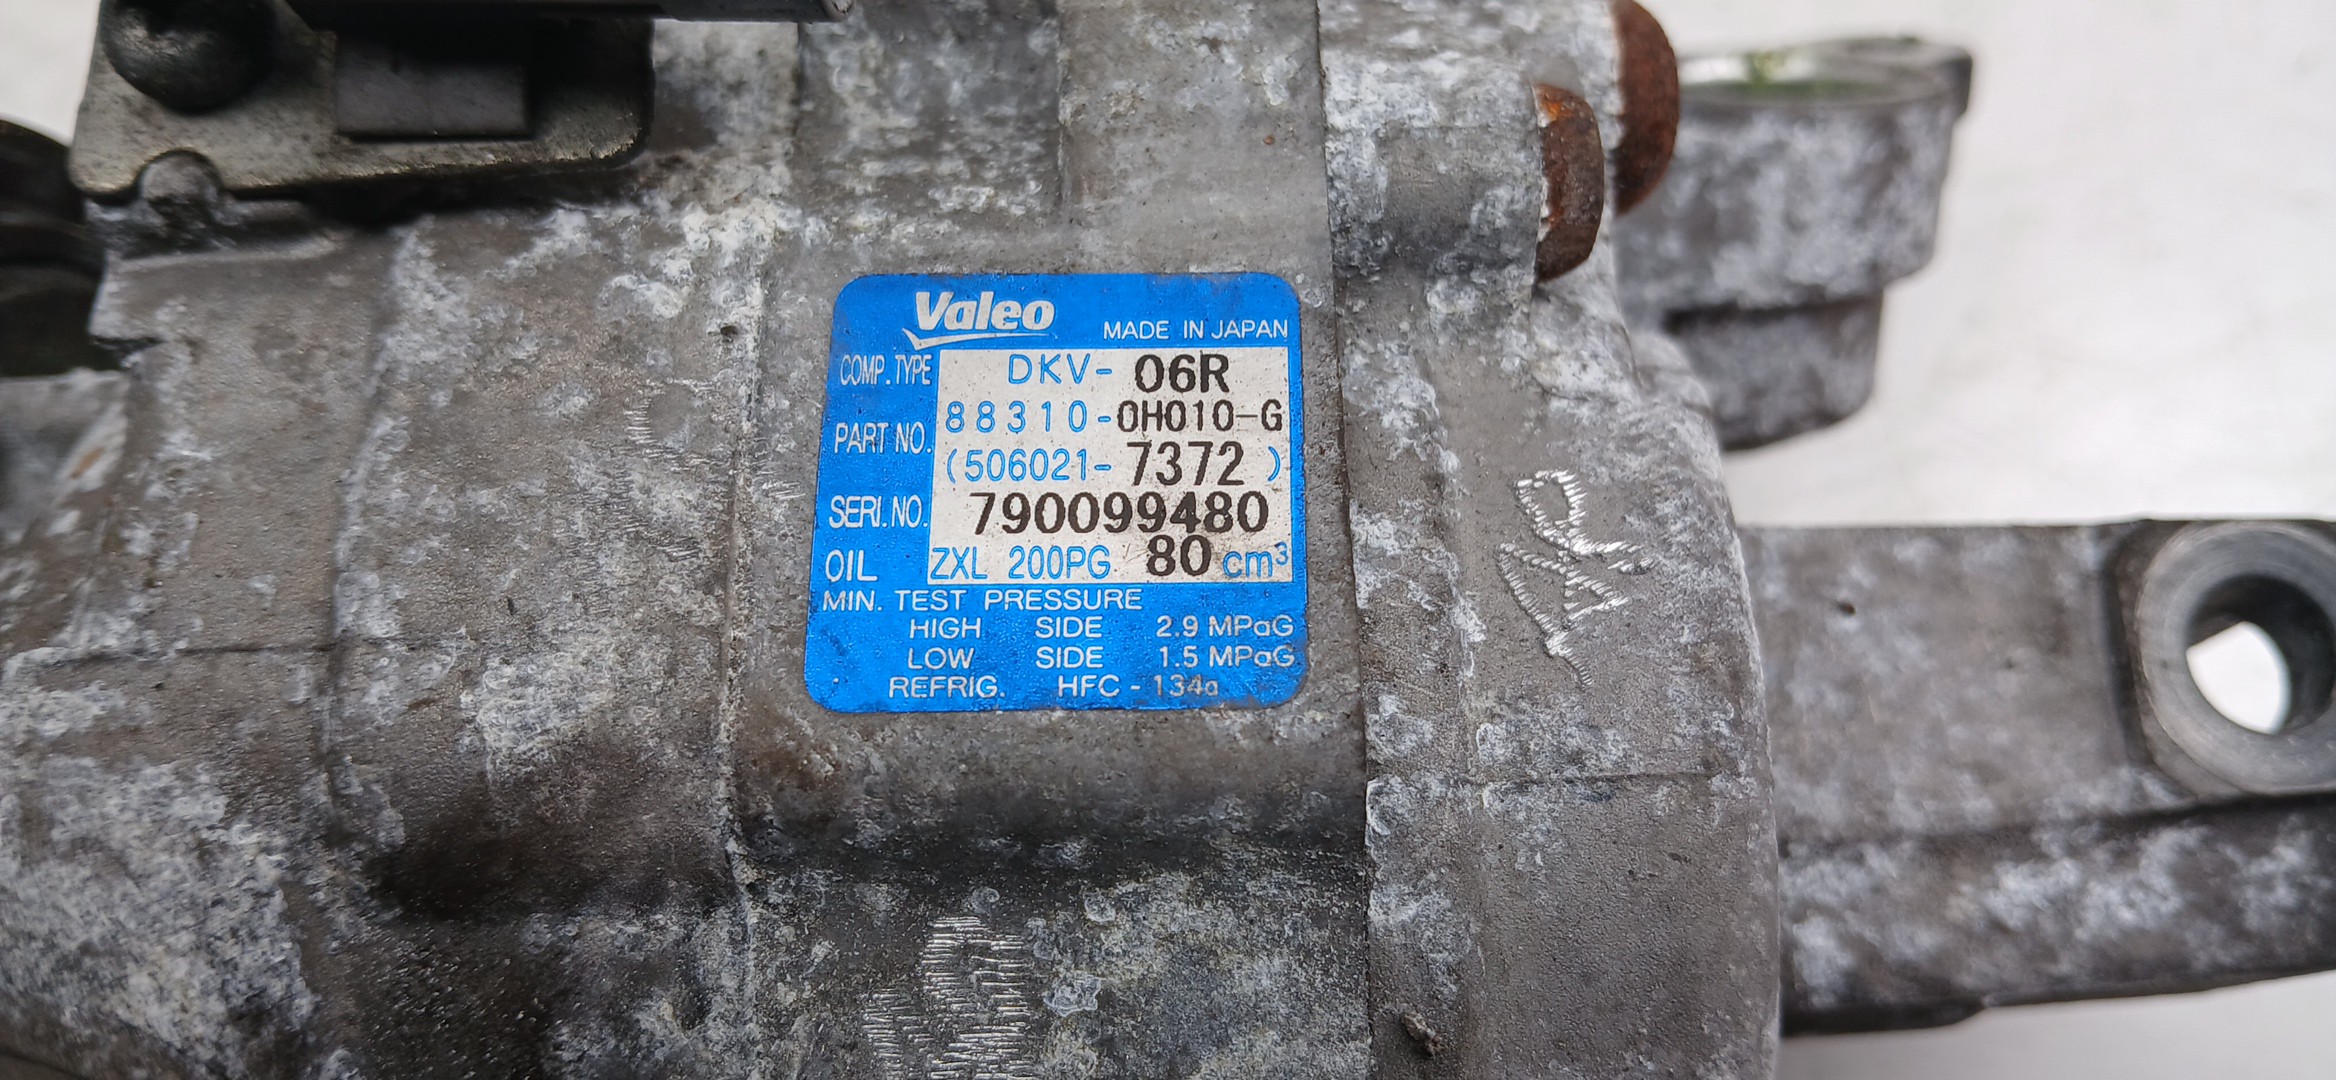 Valeo
MADE IN JAPAN
COMP. TYPE DKV- 06R
PART NO. 88310-0H010-G
(506021-7372)
SERI. NO. 790099480
OIL ZXL 200PG 80 cm³
MIN. TEST PRESSURE
HIGH SIDE 2.9 MPaG
LOW SIDE 1.5 MPaG
REFRIG. HFC - 134a